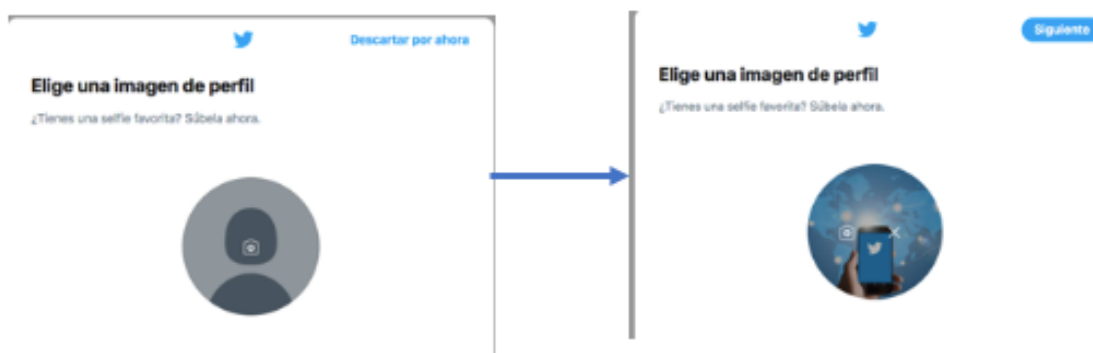 Descartar por ahora
Elige una imagen de perfil
¿Tienes una selfie favorita? Súbela ahora.
Siguiente
Elige una imagen de perfil
¿Tienes una selfie favorita? Súbela ahora.